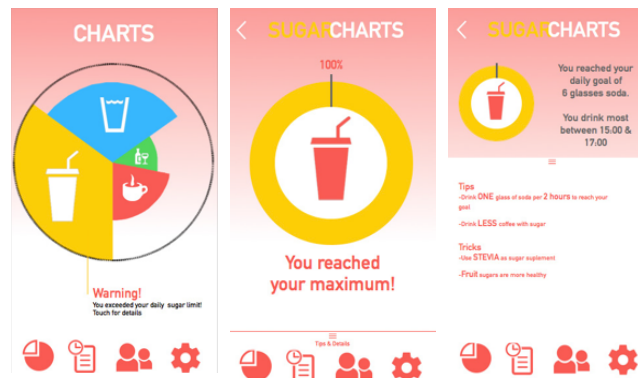 CHARTS
Warning!
You exceeded your daily sugar limit!
Touch for details
SUGARCHARTS
100%
You reached
your maximum!
Tips & Details
SUGARCHARTS
You reached your
daily goal of
6 glasses soda.
You drink most
between 15:00 &
17:00
Tips
-Drink ONE glass of soda per 2 hours to reach your
goal
-Drink LESS coffee with sugar
Tricks
-Use STEVIA as sugar suplement
-Fruit sugars are more healthy